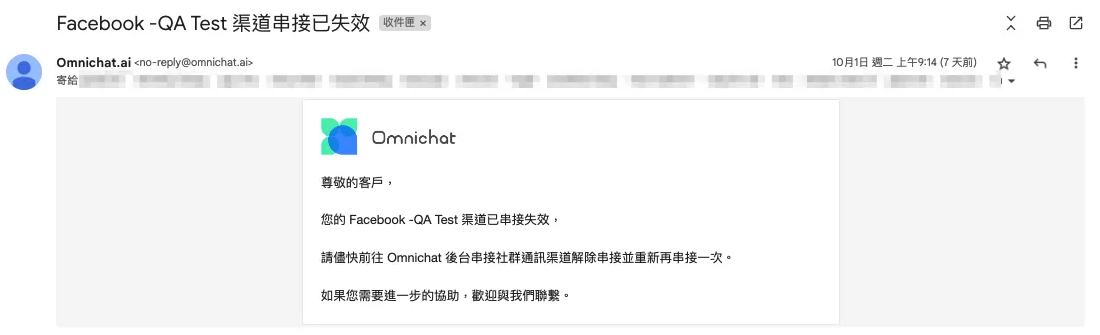 Facebook -QA Test 渠道串接已失效 收件匣 ×
Omnichat.ai <no-reply@omnichat.ai> 10月1日 週二 上午9:14 (7 天前)
寄給
Omnichat
尊敬的客戶，
您的 Facebook -QA Test 渠道已串接失效，
請儘快前往 Omnichat 後台串接社群通訊渠道解除串接並重新再串接一次。
如果您需要進一步的協助，歡迎與我們聯繫。